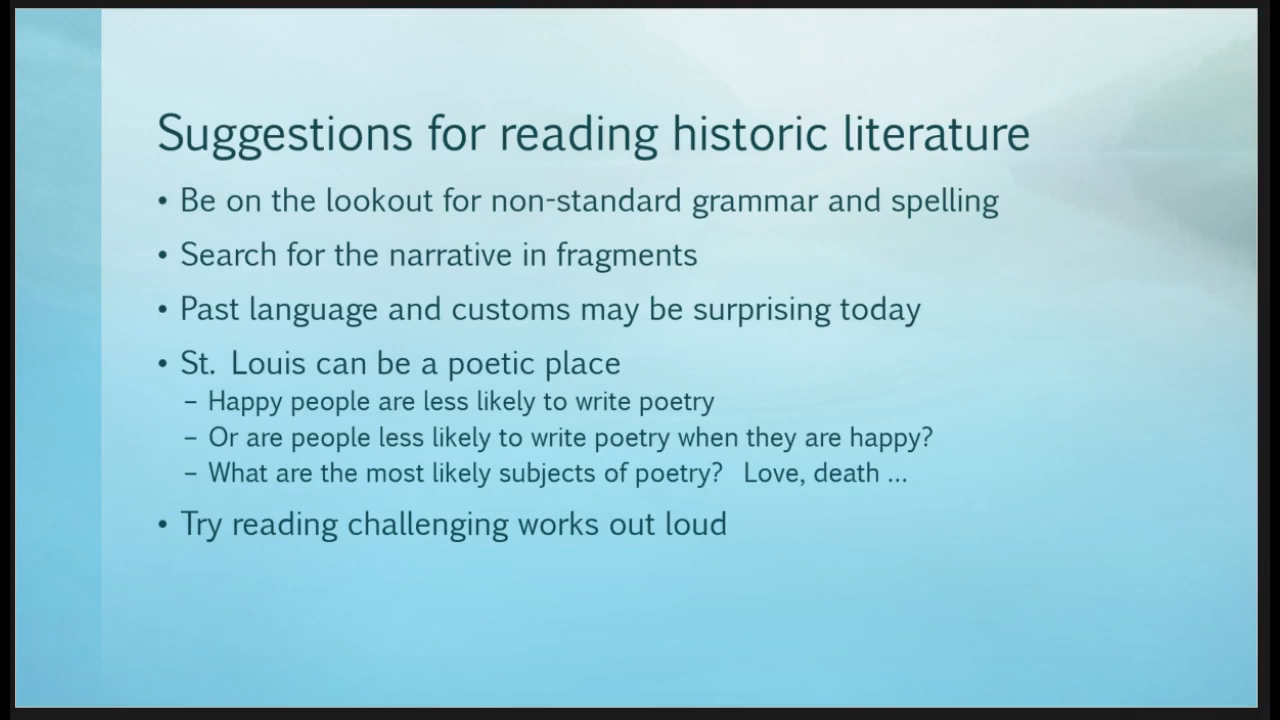 Suggestions for reading historic literature
• Be on the lookout for non-standard grammar and spelling
• Search for the narrative in fragments
• Past language and customs may be surprising today
• St. Louis can be a poetic place
– Happy people are less likely to write poetry
– Or are people less likely to write poetry when they are happy?
– What are the most likely subjects of poetry? Love, death ...
• Try reading challenging works out loud